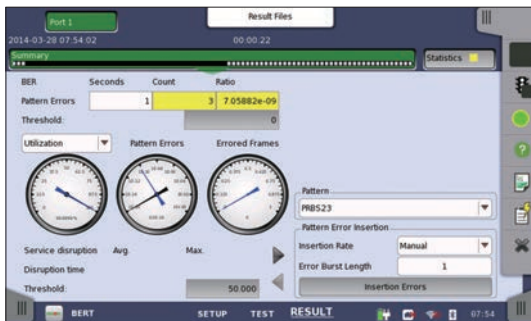 Port 1
Result Files
2014-03-28 07:54:02
00:00:22
Summary
Statistics
BER Seconds Count Ratio
Pattern Errors 1 3 7.05882e-09
Threshold: 0
Utilization Pattern Errors Errored Frames
Pattern
PRBS23
Pattern Error Insertion
Insertion Rate Manual
Error Burst Length 1
Insertion Errors
Service disruption Avg. Max.
Disruption time
Threshold: 50.000
BERT SETUP TEST RESULT 07:54